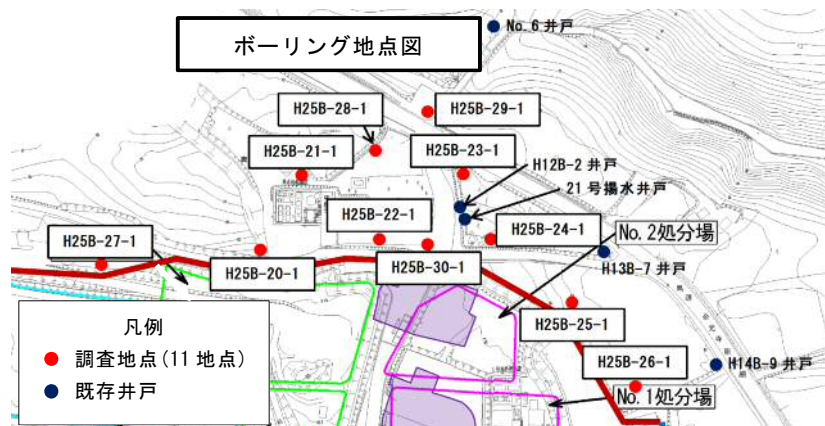 ボーリング地点図
No.6 井戸
H25B-28-1
H25B-29-1
H25B-21-1
H25B-23-1
H12B-2 井戸
21 号揚水井戸
H25B-22-1
H25B-24-1
No.2処分場
H25B-27-1
H25B-20-1
H25B-30-1
H13B-7 井戸
H25B-25-1
H25B-26-1
H14B-9 井戸
No.1処分場
凡例
調査地点(11 地点)
既存井戸